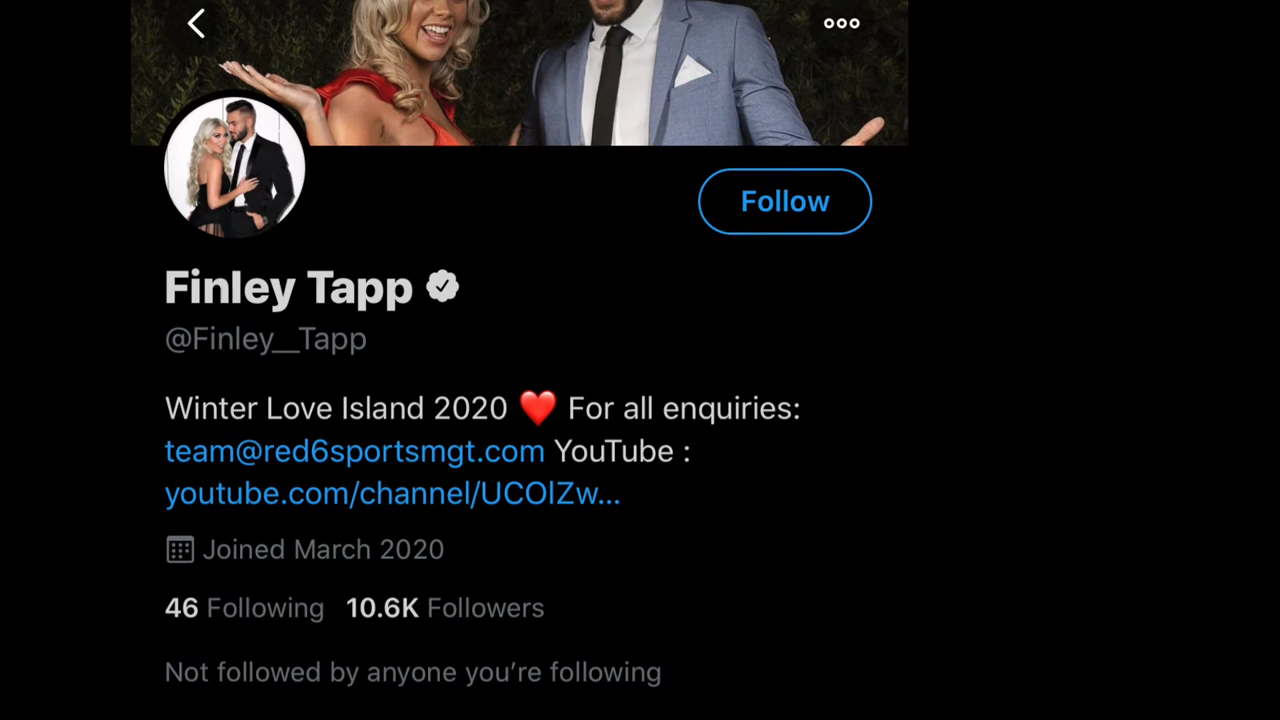 Follow
Finley Tapp
@Finley__Tapp
Winter Love Island 2020 ❤️ For all enquiries:
team@red6sportsmgt.com YouTube :
youtube.com/channel/UCOlZw...
Joined March 2020
46 Following 10.6K Followers
Not followed by anyone you’re following